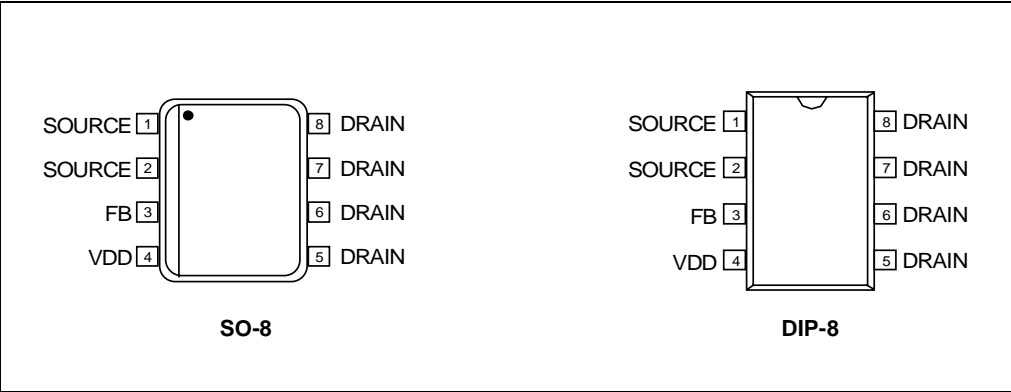 SOURCE 1 8 DRAIN
SOURCE 2 7 DRAIN
FB 3 6 DRAIN
VDD 4 5 DRAIN
SO-8
SOURCE 1 8 DRAIN
SOURCE 2 7 DRAIN
FB 3 6 DRAIN
VDD 4 5 DRAIN
DIP-8